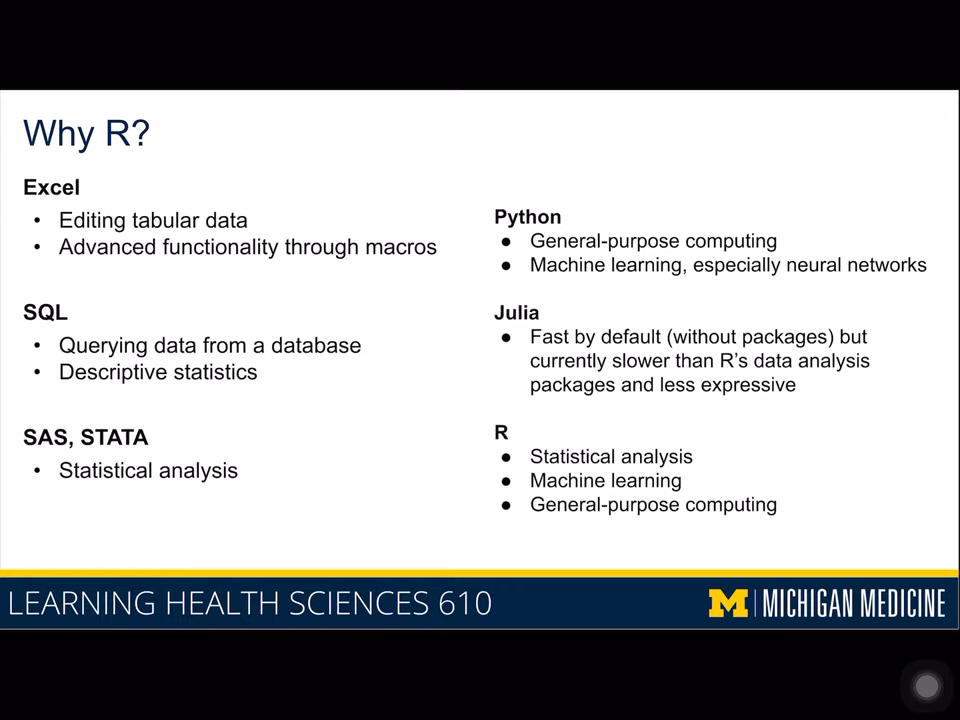 Why R?
Excel
• Editing tabular data
• Advanced functionality through macros
SQL
• Querying data from a database
• Descriptive statistics
SAS, STATA
• Statistical analysis
Python
● General-purpose computing
● Machine learning, especially neural networks
Julia
● Fast by default (without packages) but
currently slower than R’s data analysis
packages and less expressive
R
● Statistical analysis
● Machine learning
● General-purpose computing
LEARNING HEALTH SCIENCES 610
M | MICHIGAN MEDICINE